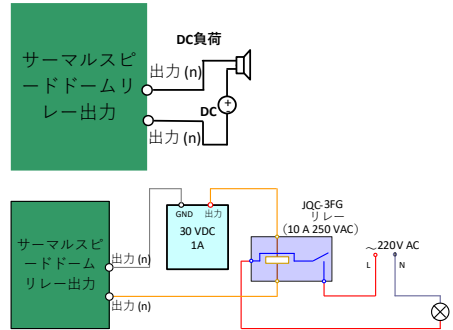 DC負荷
サーマルスピ
ードドームリ
レー出力
出力 (n)
DC
+
-
出力 (n)
JQC-3FG
リレー
（10 A 250 VAC）
GND 出力
30 VDC
1A
サーマルスピ
ードドーム
リレー出力
出力 (n)
出力 (n)
～220V AC
L N